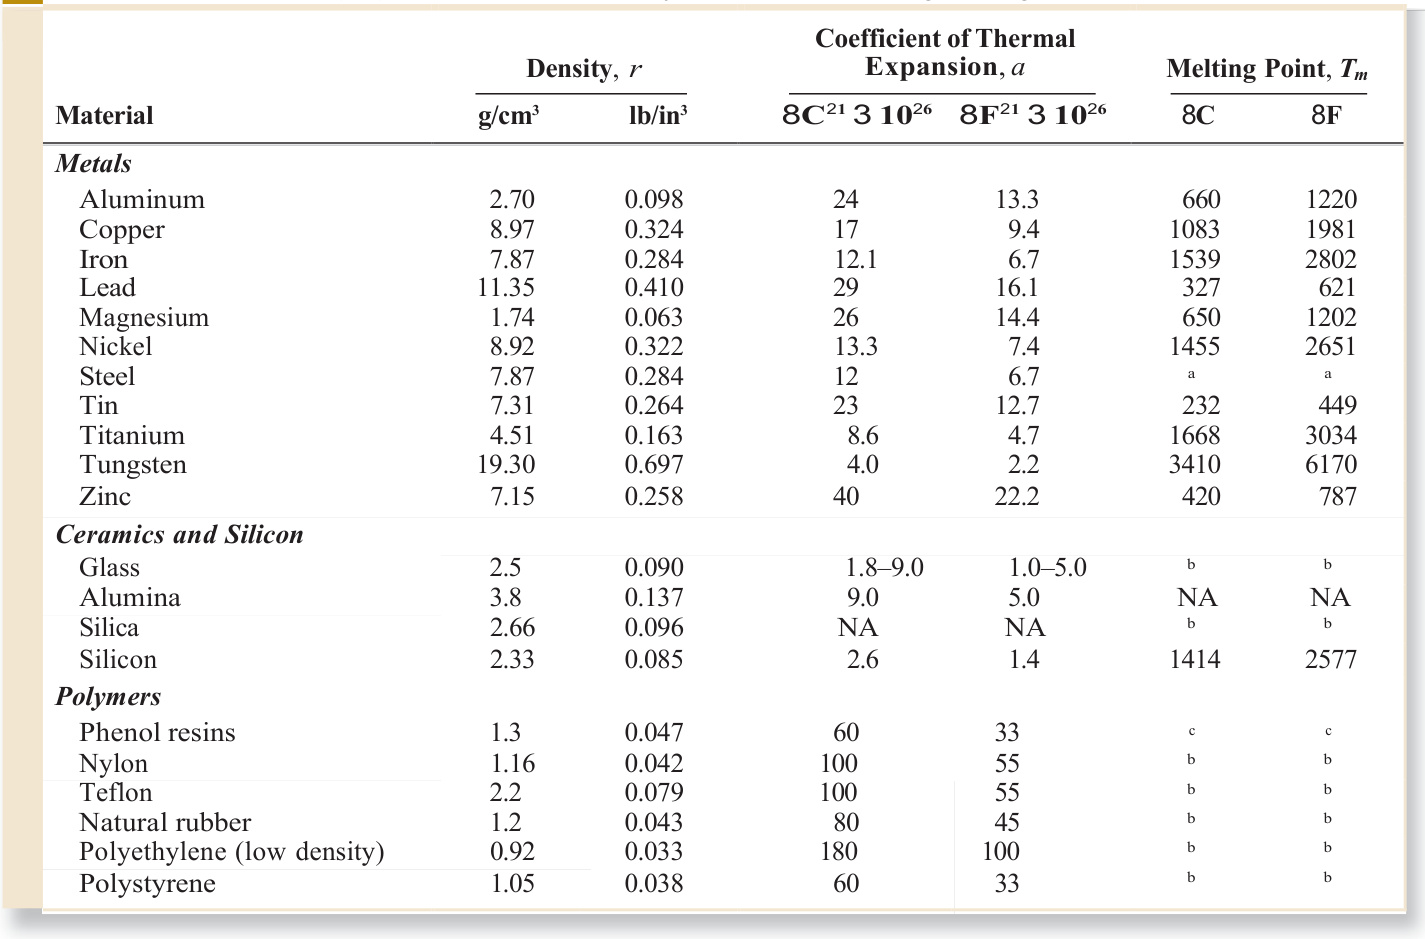 Coefficient of Thermal
Density, r Expansion, a Melting Point, Tm
Material g/cm³ lb/in³ 8C²¹ 3 10²⁶ 8F²¹ 3 10²⁶ 8C 8F
Metals
Aluminum 2.70 0.098 24 13.3 660 1220
Copper 8.97 0.324 17 9.4 1083 1981
Iron 7.87 0.284 12.1 6.7 1539 2802
Lead 11.35 0.410 29 16.1 327 621
Magnesium 1.74 0.063 26 14.4 650 1202
Nickel 8.92 0.322 13.3 7.4 1455 2651
Steel 7.87 0.284 12 6.7 a a
Tin 7.31 0.264 23 12.7 232 449
Titanium 4.51 0.163 8.6 4.7 1668 3034
Tungsten 19.30 0.697 4.0 2.2 3410 6170
Zinc 7.15 0.258 40 22.2 420 787
Ceramics and Silicon
Glass 2.5 0.090 1.8–9.0 1.0–5.0 b b
Alumina 3.8 0.137 9.0 5.0 NA NA
Silica 2.66 0.096 NA NA b b
Silicon 2.33 0.085 2.6 1.4 1414 2577
Polymers
Phenol resins 1.3 0.047 60 33 c c
Nylon 1.16 0.042 100 55 b b
Teflon 2.2 0.079 100 55 b b
Natural rubber 1.2 0.043 80 45 b b
Polyethylene (low density) 0.92 0.033 180 100 b b
Polystyrene 1.05 0.038 60 33 b b